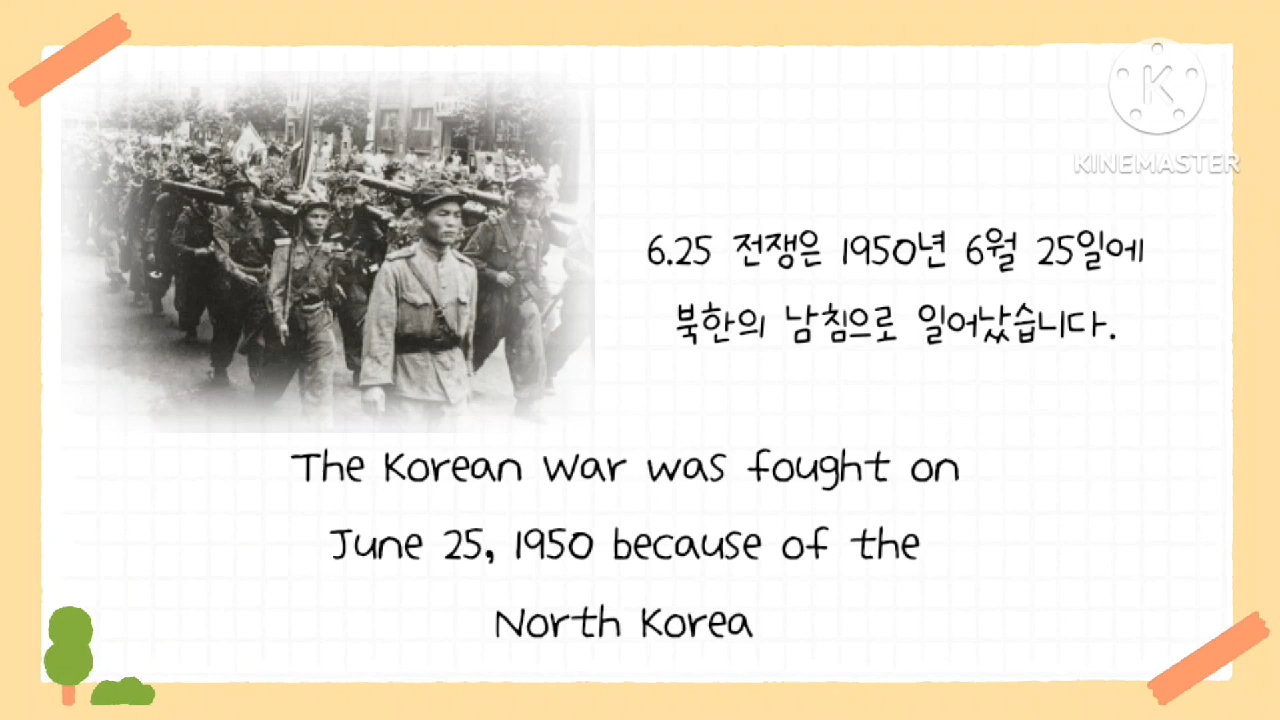 KINEMASTER
6.25 전쟁은 1950년 6월 25일에
북한의 남침으로 일어났습니다.
The Korean War was fought on
June 25, 1950 because of the
North Korea